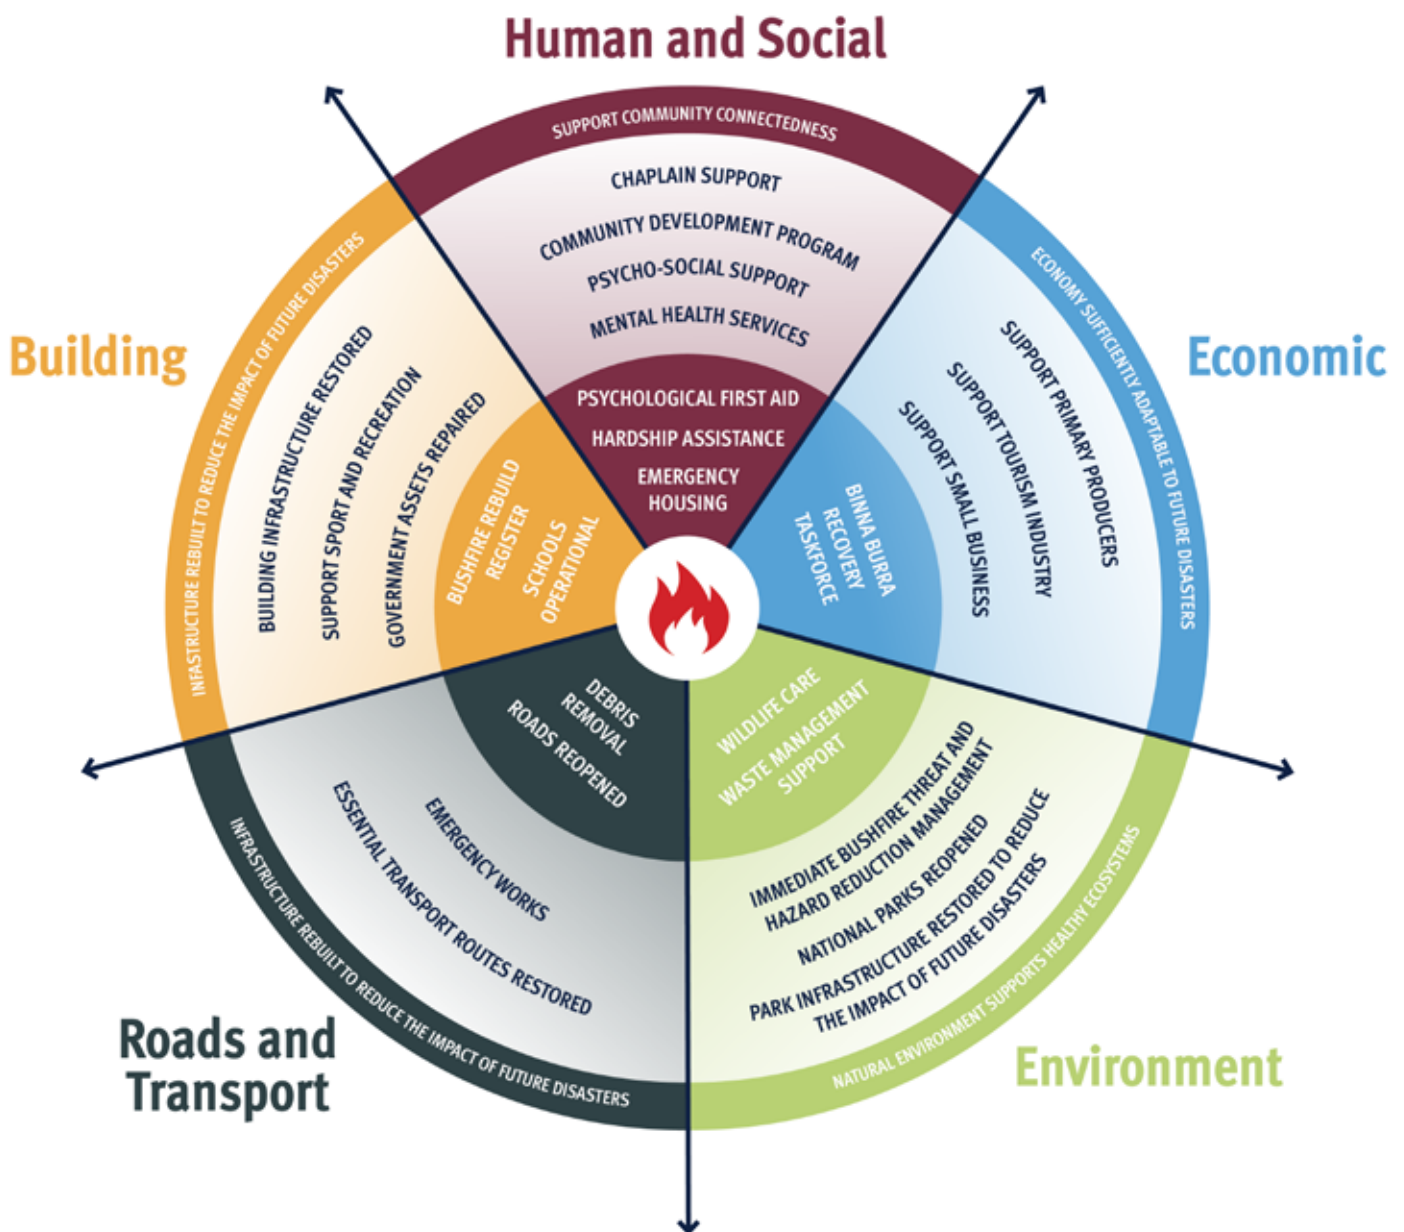 Human and Social
SUPPORT COMMUNITY CONNECTEDNESS
CHAPLAIN SUPPORT
COMMUNITY DEVELOPMENT PROGRAM
PSYCHO-SOCIAL SUPPORT
MENTAL HEALTH SERVICES
PSYCHOLOGICAL FIRST AID
HARDSHIP ASSISTANCE
EMERGENCY
HOUSING
Economic
ECONOMY SUFFICIENTLY ADAPTABLE TO FUTURE DISASTERS
SUPPORT PRIMARY PRODUCERS
SUPPORT TOURISM INDUSTRY
SUPPORT SMALL BUSINESS
BINNA BURRA
RECOVERY
TASKFORCE
Environment
WILDLIFE CARE
WASTE MANAGEMENT
SUPPORT
IMMEDIATE BUSHFIRE THREAT AND
HAZARD REDUCTION MANAGEMENT
NATIONAL PARKS REOPENED
PARK INFRASTRUCTURE RESTORED TO REDUCE
THE IMPACT OF FUTURE DISASTERS
NATURAL ENVIRONMENT SUPPORTS HEALTHY ECOSYSTEMS
Roads and
Transport
DEBRIS
REMOVAL
ROADS REOPENED
EMERGENCY WORKS
ESSENTIAL TRANSPORT ROUTES RESTORED
INFRASTRUCTURE REBUILT TO REDUCE THE IMPACT OF FUTURE DISASTERS
Building
INFASTRUCTURE REBUILT TO REDUCE THE IMPACT OF FUTURE DISASTERS
BUILDING INFRASTRUCTURE RESTORED
SUPPORT SPORT AND RECREATION
GOVERNMENT ASSETS REPAIRED
BUSHFIRE REBUILD
REGISTER
SCHOOLS
OPERATIONAL